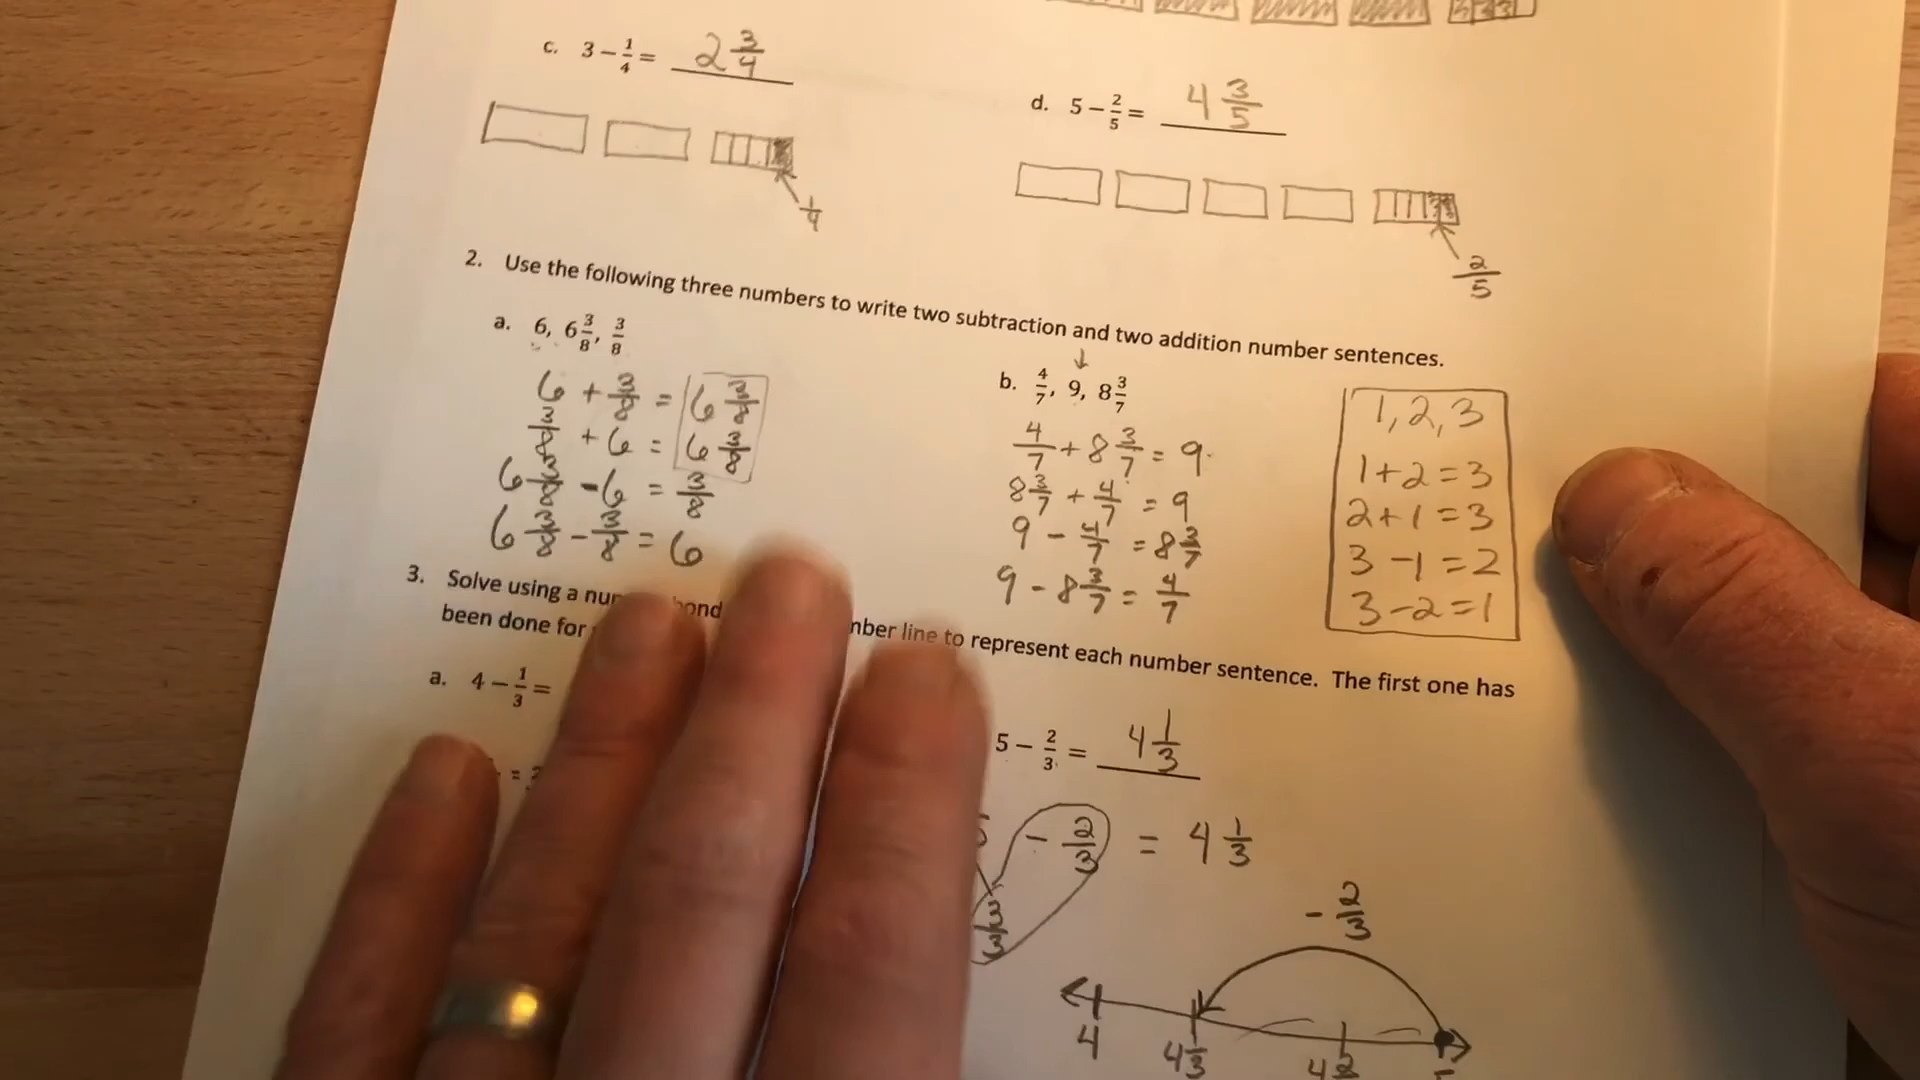 c. 3 − 1/4 = 2 3/4
1/4
d. 5 − 2/5 = 4 3/5
2/5
2. Use the following three numbers to write two subtraction and two addition number sentences.
a. 6, 6 3/8, 3/8
6 + 3/8 = 6 3/8
3/8 + 6 = 6 3/8
6 3/8 - 6 = 3/8
6 3/8 - 3/8 = 6
b. 4/7, 9, 8 3/7
4/7 + 8 3/7 = 9
8 3/7 + 4/7 = 9
9 - 4/7 = 8 3/7
9 - 8 3/7 = 4/7
1, 2, 3
1 + 2 = 3
2 + 1 = 3
3 - 1 = 2
3 - 2 = 1
3. Solve using a line to represent each number sentence. The first one has
been done for
a. 4 − 1/3 =
5 − 2/3 = 4 1/3
- 2/3 = 4 1/3
3/3
- 2/3
4 4 1/3 4 2/3